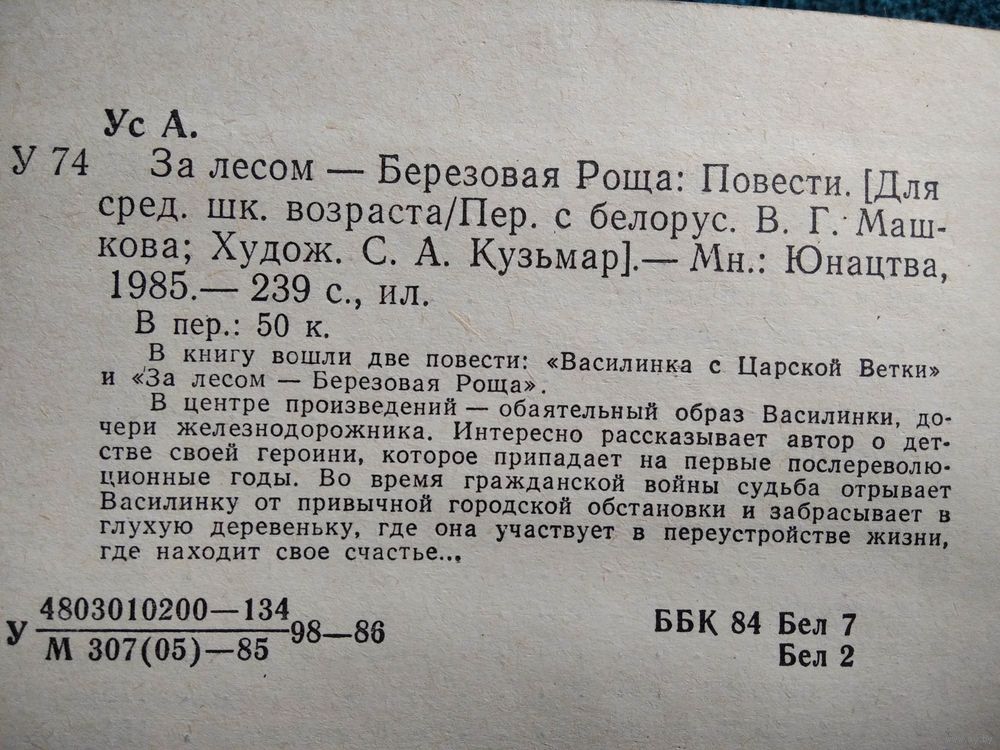 Ус А.
У 74 За лесом — Березовая Роща: Повести. [Для
сред. шк. возраста/Пер. с белорус. В. Г. Маш-
кова; Худож. С. А. Кузьмар].— Мн.: Юнацтва,
1985.— 239 с., ил.
В пер.: 50 к.
В книгу вошли две повести: «Василинка с Царской Ветки»
и «За лесом — Березовая Роща».
В центре произведений — обаятельный образ Василинки, до-
чери железнодорожника. Интересно рассказывает автор о дет-
стве своей героини, которое припадает на первые послереволю-
ционные годы. Во время гражданской войны судьба отрывает
Василинку от привычной городской обстановки и забрасывает в
глухую деревеньку, где она участвует в переустройстве жизни,
где находит свое счастье...
4803010200—134
У 98—86
М 307(05)—85
ББК 84 Бел 7
Бел 2